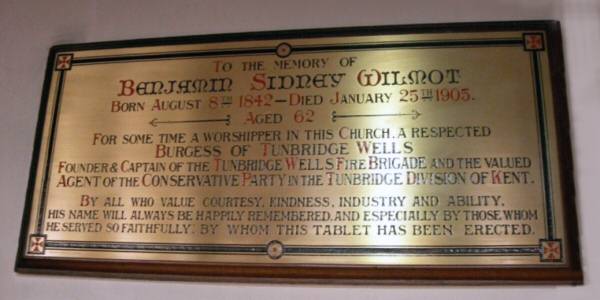 TO THE MEMORY OF
BENJAMIN SIDNEY WILMOT
BORN AUGUST 8TH 1842–DIED JANUARY 25TH 1905.
AGED 62
FOR SOME TIME A WORSHIPPER IN THIS CHURCH, A RESPECTED
BURGESS OF TUNBRIDGE WELLS
FOUNDER & CAPTAIN OF THE TUNBRIDGE WELLS FIRE BRIGADE AND THE VALUED
AGENT OF THE CONSERVATIVE PARTY IN THE TUNBRIDGE DIVISION OF KENT.
BY ALL WHO VALUE COURTESY, KINDNESS, INDUSTRY AND ABILITY,
HIS NAME WILL ALWAYS BE HAPPILY REMEMBERED, AND ESPECIALLY BY THOSE WHOM
HE SERVED SO FAITHFULLY, BY WHOM THIS TABLET HAS BEEN ERECTED.